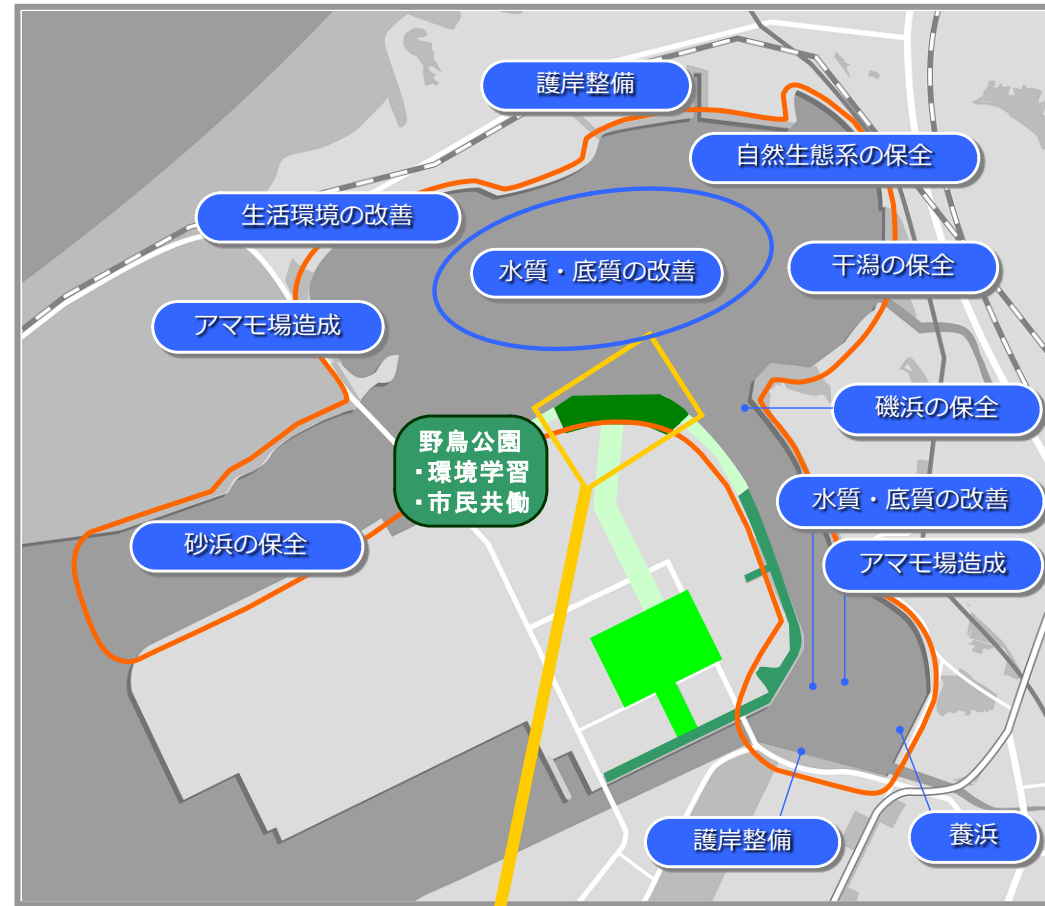 護岸整備
自然生態系の保全
生活環境の改善
水質・底質の改善
干潟の保全
アマモ場造成
磯浜の保全
野鳥公園
・環境学習
・市民共働
水質・底質の改善
砂浜の保全
アマモ場造成
護岸整備
養浜